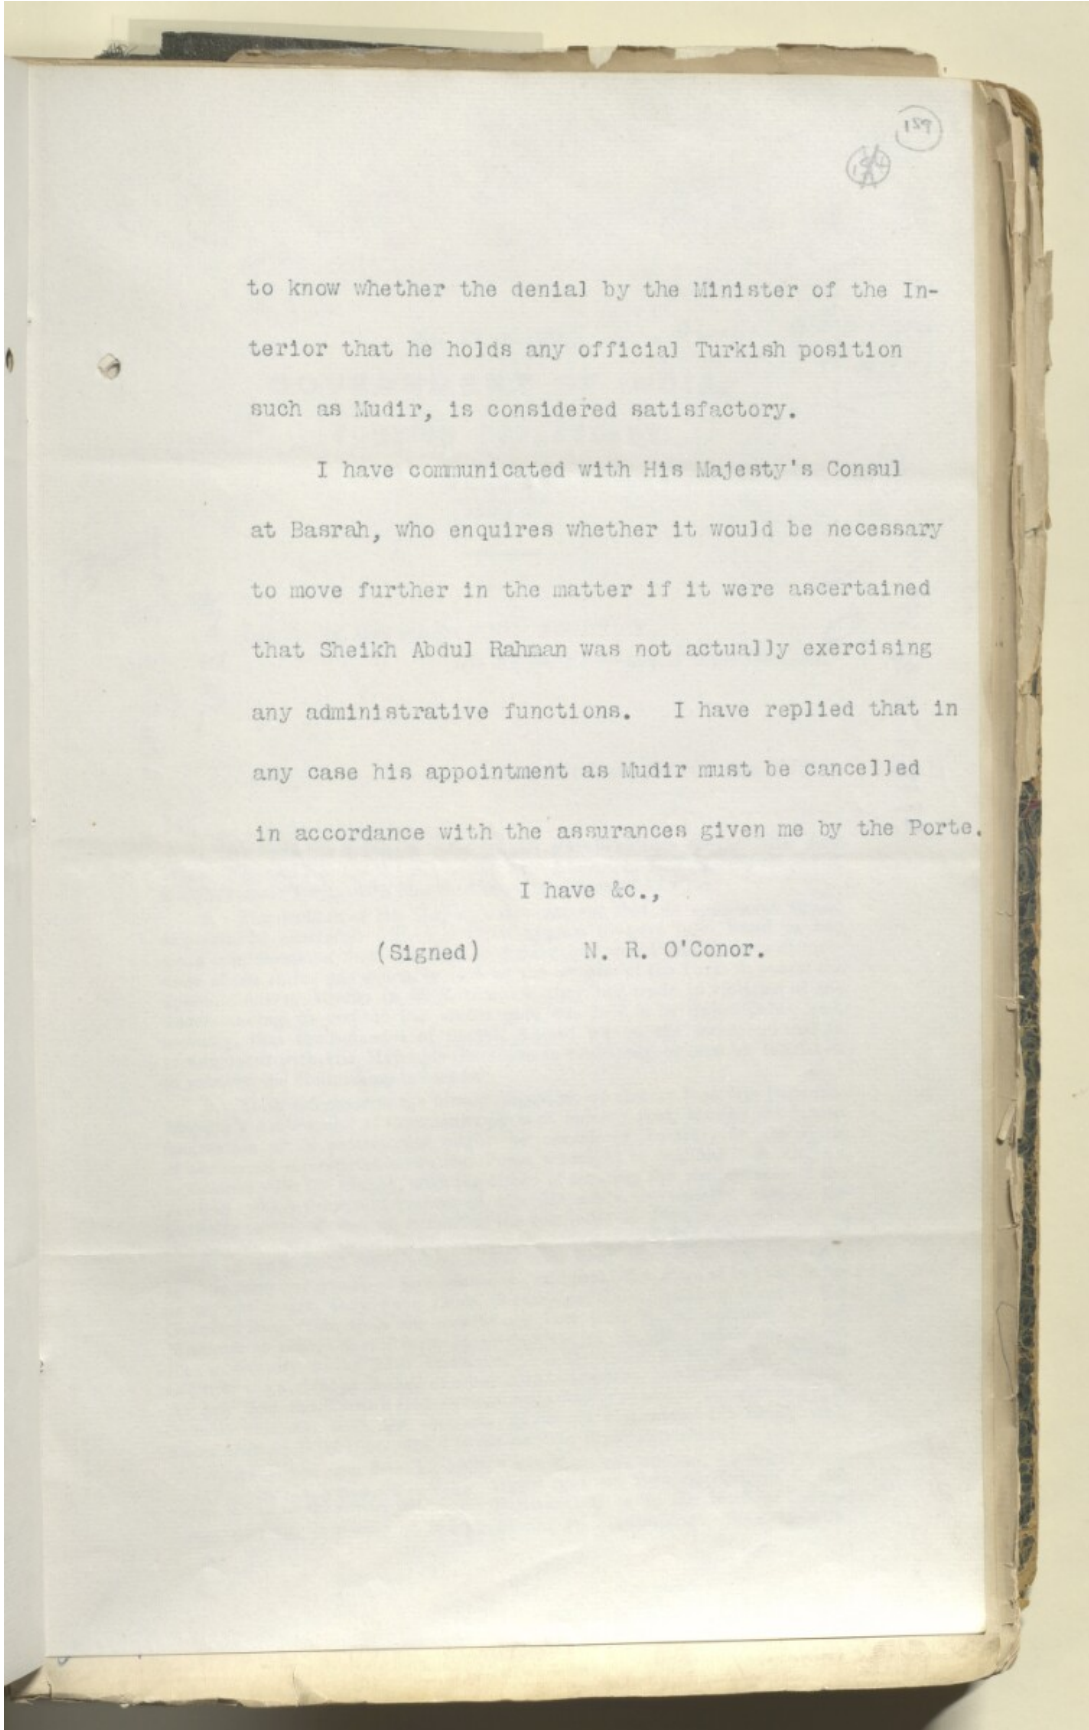 159
to know whether the denial by the Minister of the In-
terior that he holds any official Turkish position
such as Mudir, is considered satisfactory.
I have communicated with His Majesty's Consul
at Basrah, who enquires whether it would be necessary
to move further in the matter if it were ascertained
that Sheikh Abdul Rahman was not actually exercising
any administrative functions. I have replied that in
any case his appointment as Mudir must be cancelled
in accordance with the assurances given me by the Porte.
I have &c.,
(Signed) N. R. O'Conor.